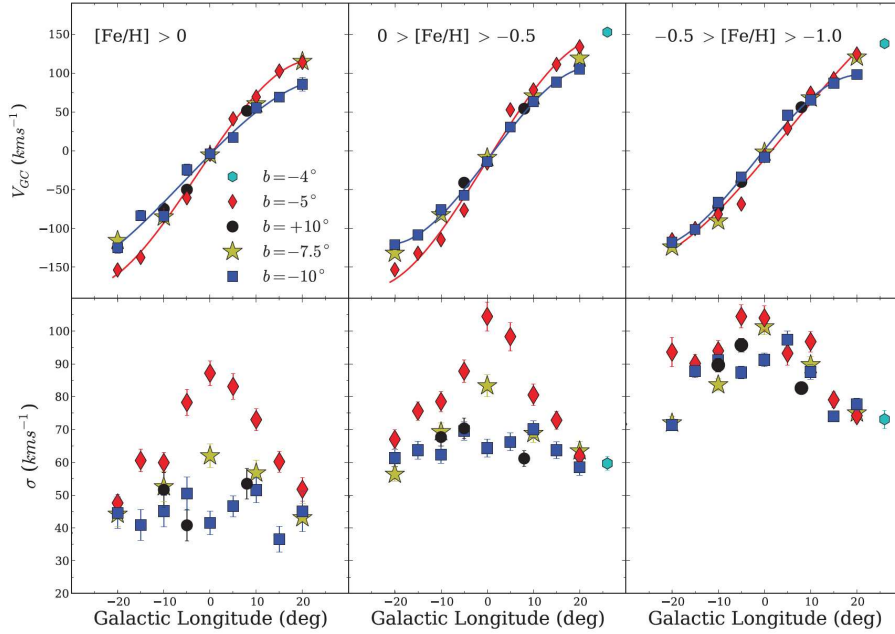 [Fe/H] > 0
0 > [Fe/H] > −0.5
−0.5 > [Fe/H] > −1.0
V_GC (kms⁻¹)
150
100
50
0
−50
−100
−150
b = −4°
b = −5°
b = +10°
b = −7.5°
b = −10°
σ (kms⁻¹)
100
90
80
70
60
50
40
30
20
−20 −10 0 10 20
−20 −10 0 10 20
−20 −10 0 10 20
Galactic Longitude (deg)
Galactic Longitude (deg)
Galactic Longitude (deg)